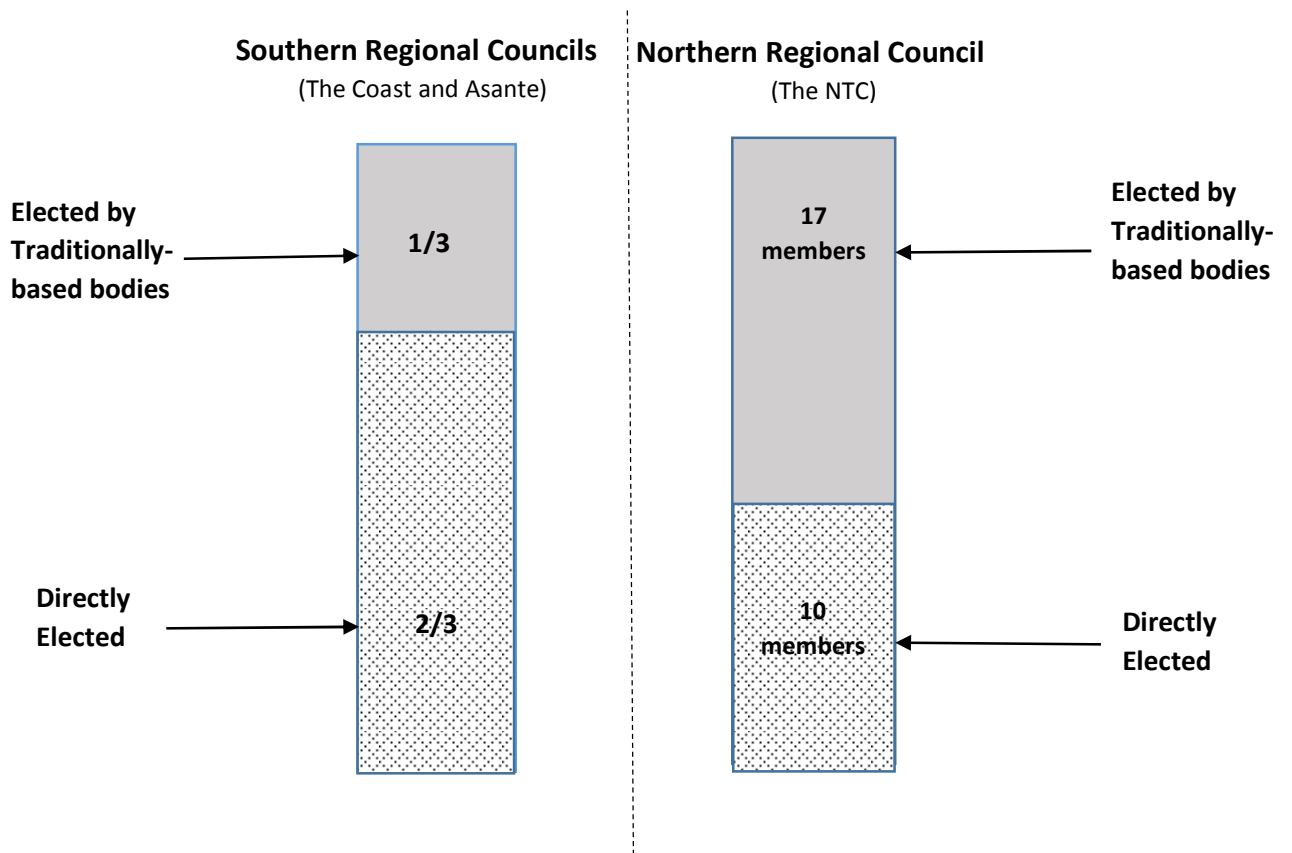 Southern Regional Councils
(The Coast and Asante)
Elected by
Traditionally-
based bodies
1/3
Directly
Elected
2/3
Northern Regional Council
(The NTC)
17
members
Elected by
Traditionally-
based bodies
10
members
Directly
Elected